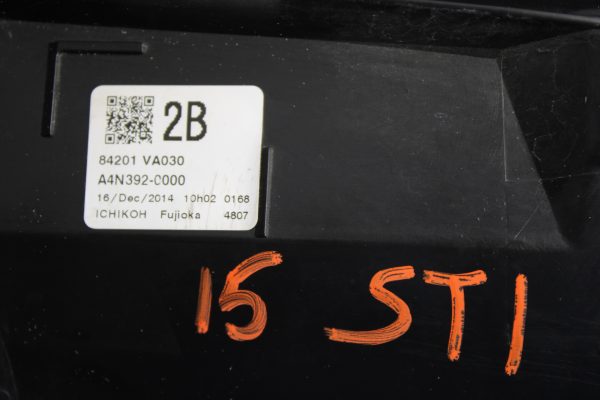 2B
84201 VA030
A4N392-0000
16/Dec/2014 10h02 0168
ICHIKOH Fujioka 4807
15 STI